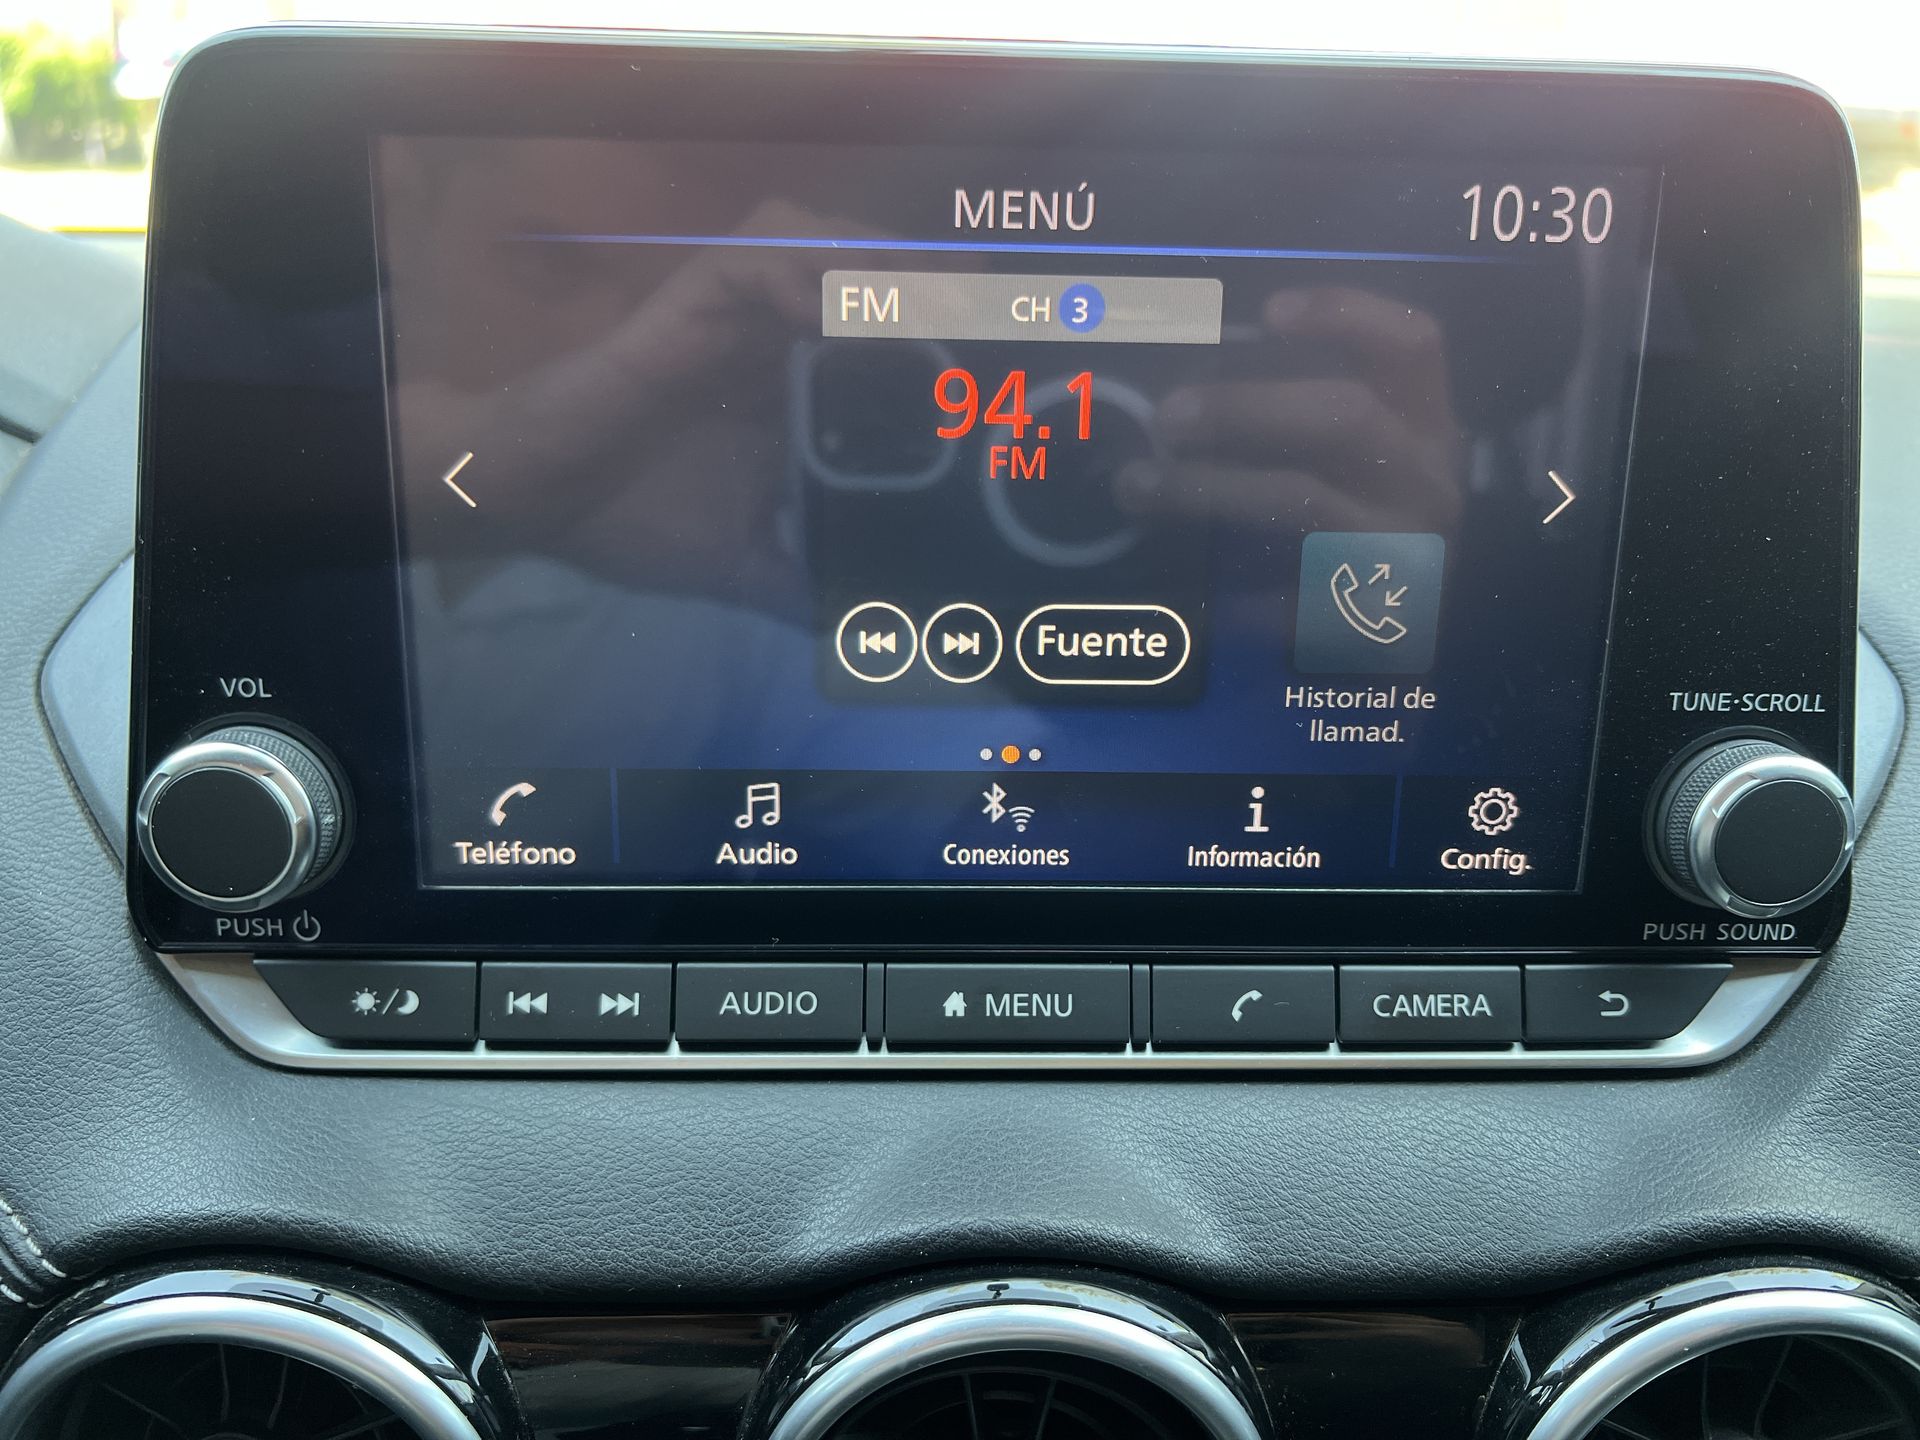 MENÚ
10:30
FM CH 3
94.1
FM
Fuente
Historial de
llamad.
VOL
TUNE·SCROLL
Teléfono Audio Conexiones Información Config.
PUSH
PUSH SOUND
AUDIO MENU CAMERA